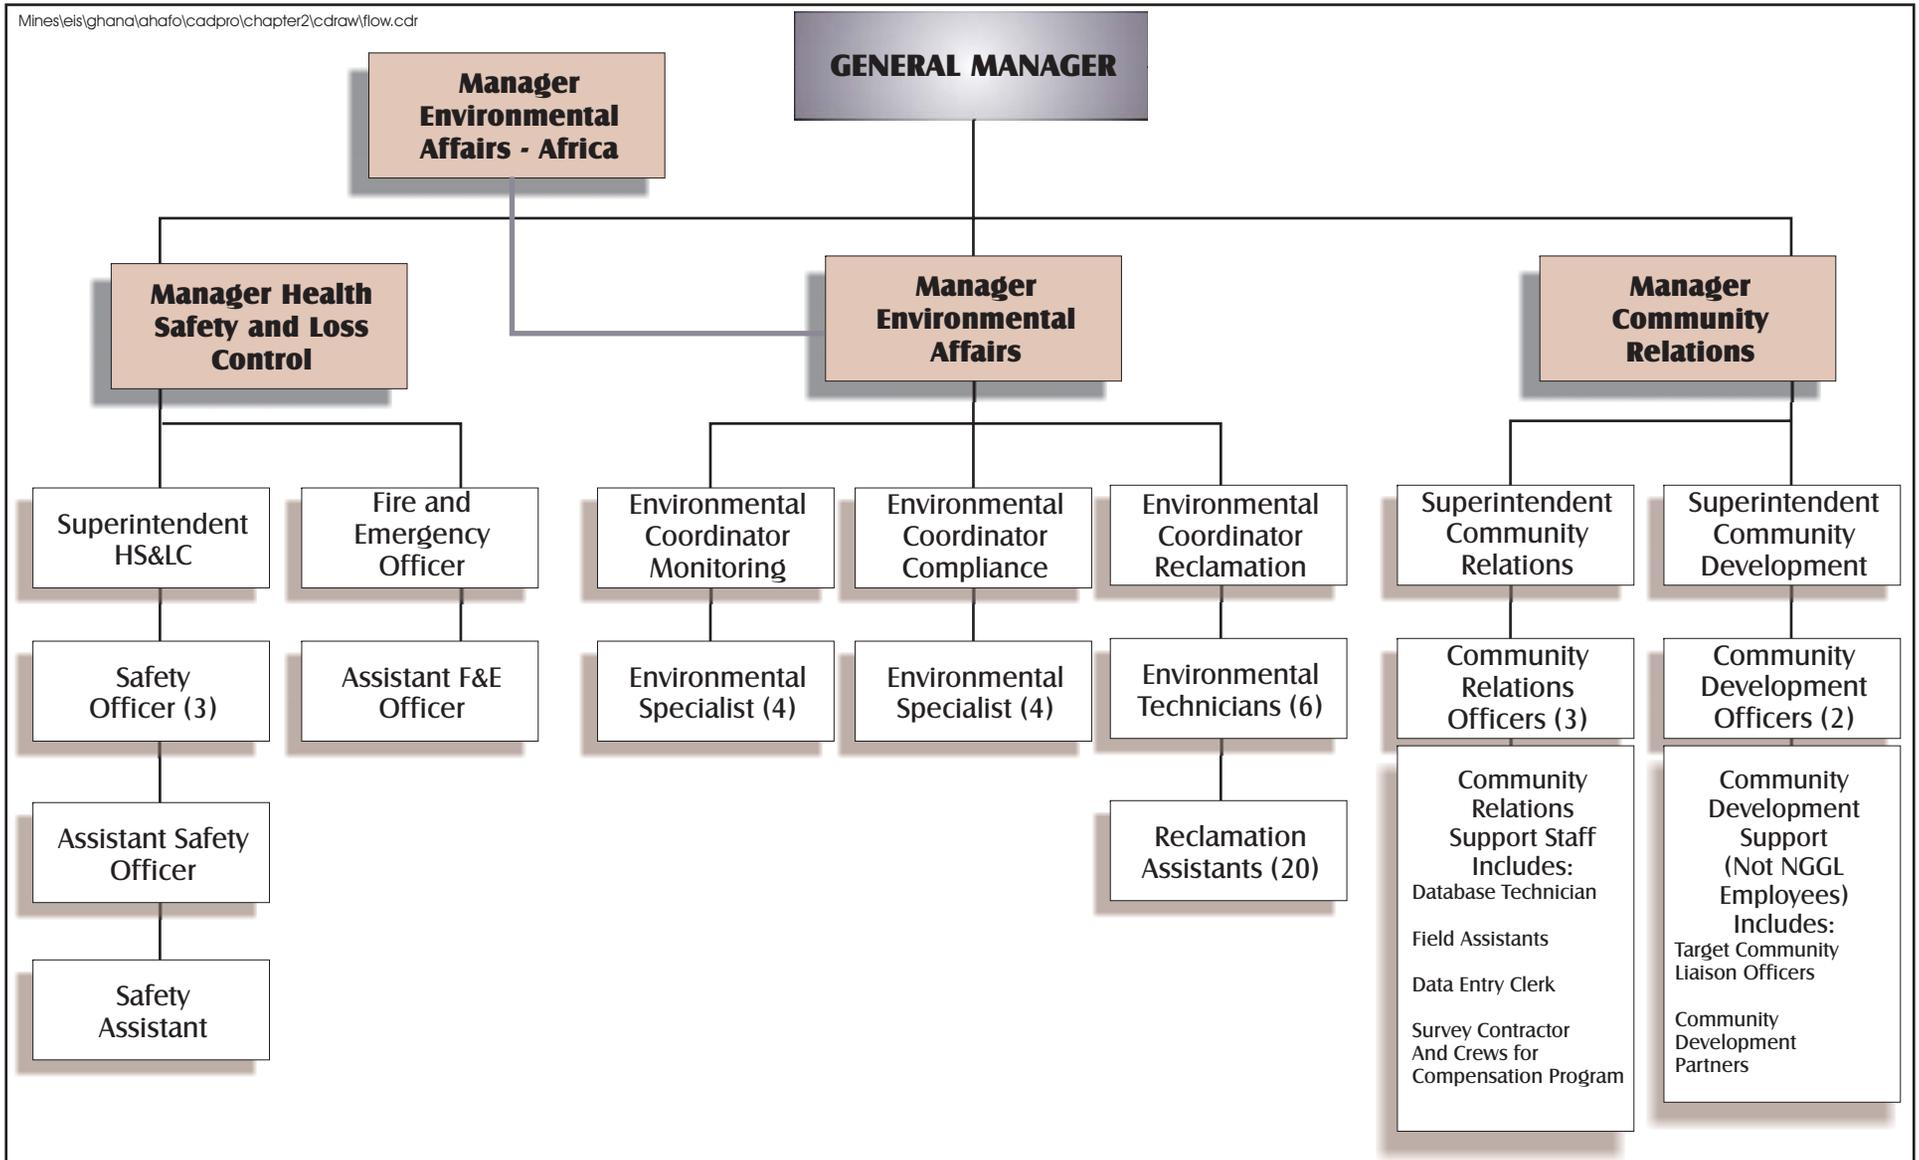 Mines\eis\ghana\ahafo\cadpro\chapter2\cdraw\flow.cdr
GENERAL MANAGER
Manager
Environmental
Affairs - Africa
Manager Health
Safety and Loss
Control
Manager
Environmental
Affairs
Manager
Community
Relations
Superintendent
HS&LC
Fire and
Emergency
Officer
Environmental
Coordinator
Monitoring
Environmental
Coordinator
Compliance
Environmental
Coordinator
Reclamation
Superintendent
Community
Relations
Superintendent
Community
Development
Safety
Officer (3)
Assistant F&E
Officer
Environmental
Specialist (4)
Environmental
Specialist (4)
Environmental
Technicians (6)
Community
Relations
Officers (3)
Community
Development
Officers (2)
Assistant Safety
Officer
Reclamation
Assistants (20)
Community
Relations
Support Staff
Includes:
Database Technician
Field Assistants
Data Entry Clerk
Survey Contractor
And Crews for
Compensation Program
Community
Development
Support
(Not NGGL
Employees)
Includes:
Target Community
Liaison Officers
Community
Development
Partners
Safety
Assistant